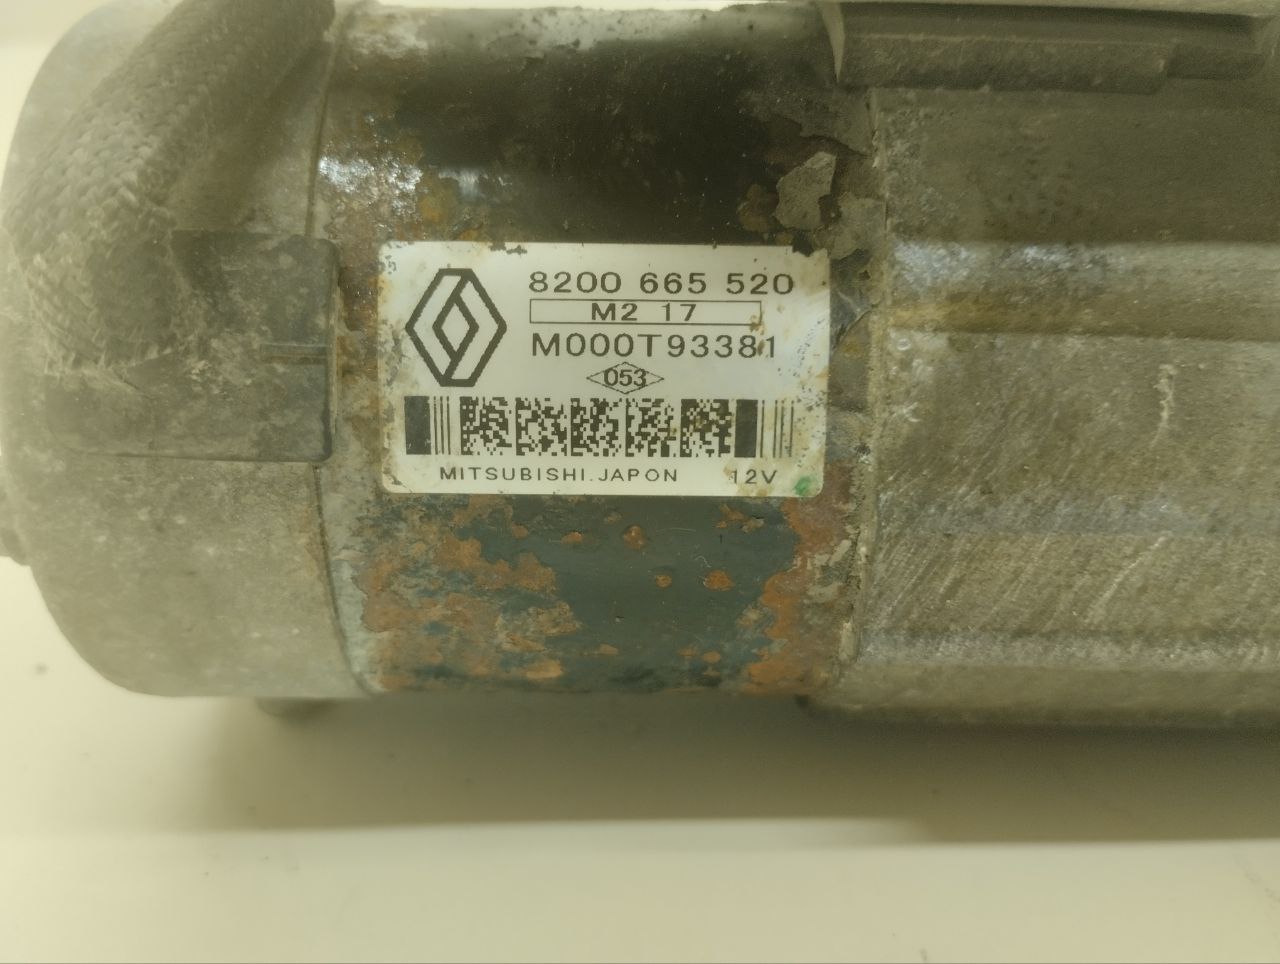 8200 665 520
M2 17
M000T93381
053
MITSUBISHI.JAPON 12V